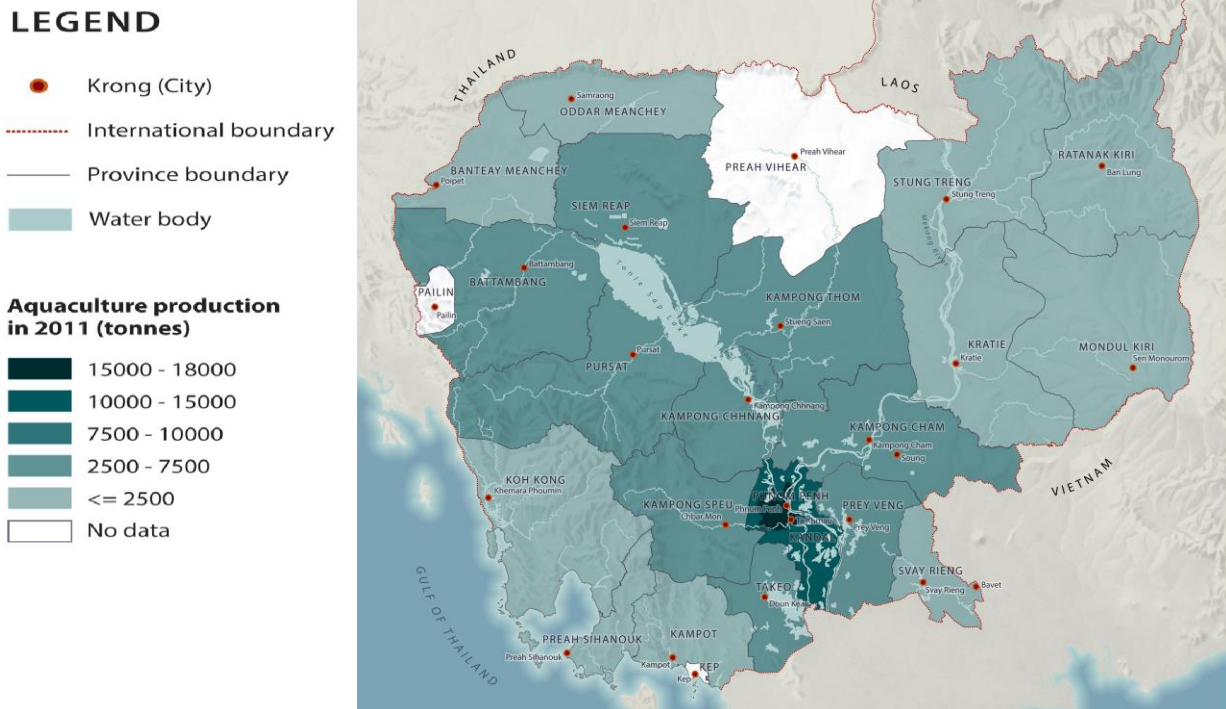 LEGEND
Krong (City)
International boundary
Province boundary
Water body
Aquaculture production
in 2011 (tonnes)
15000 - 18000
10000 - 15000
7500 - 10000
2500 - 7500
<= 2500
No data
THAILAND
LAOS
Samraong
ODDAR MEANCHEY
Preah Vihear
PREAH VIHEAR
RATANAK KIRI
Ban Lung
BANTEAY MEANCHEY
Poipet
STUNG TRENG
Stung Treng
SIEM REAP
Siem Reap
Mekong River
Battambang
BATTAMBANG
Tonle Sap Lake
PAILIN
Pailin
KAMPONG THOM
Stueng Saen
KRATIE
Kratie
MONDUL KIRI
Sen Monourom
Pursat
PURSAT
Kampong Chhnang
KAMPONG CHHNANG
KAMPONG CHAM
Kampong Cham
Soung
VIETNAM
KOH KONG
Khemara Phoumin
PHNOM PENH
Phnom Penh
KAMPONG SPEU
Chbar Mon
PREY VENG
Prey Veng
KANDAL
SVAY RIENG
Svay Rieng
Bavet
TAKEO
Doun Kea
GULF OF THAILAND
PREAH SIHANOUK
Preah Sihanouk
KAMPOT
Kampot
KEP
Kep